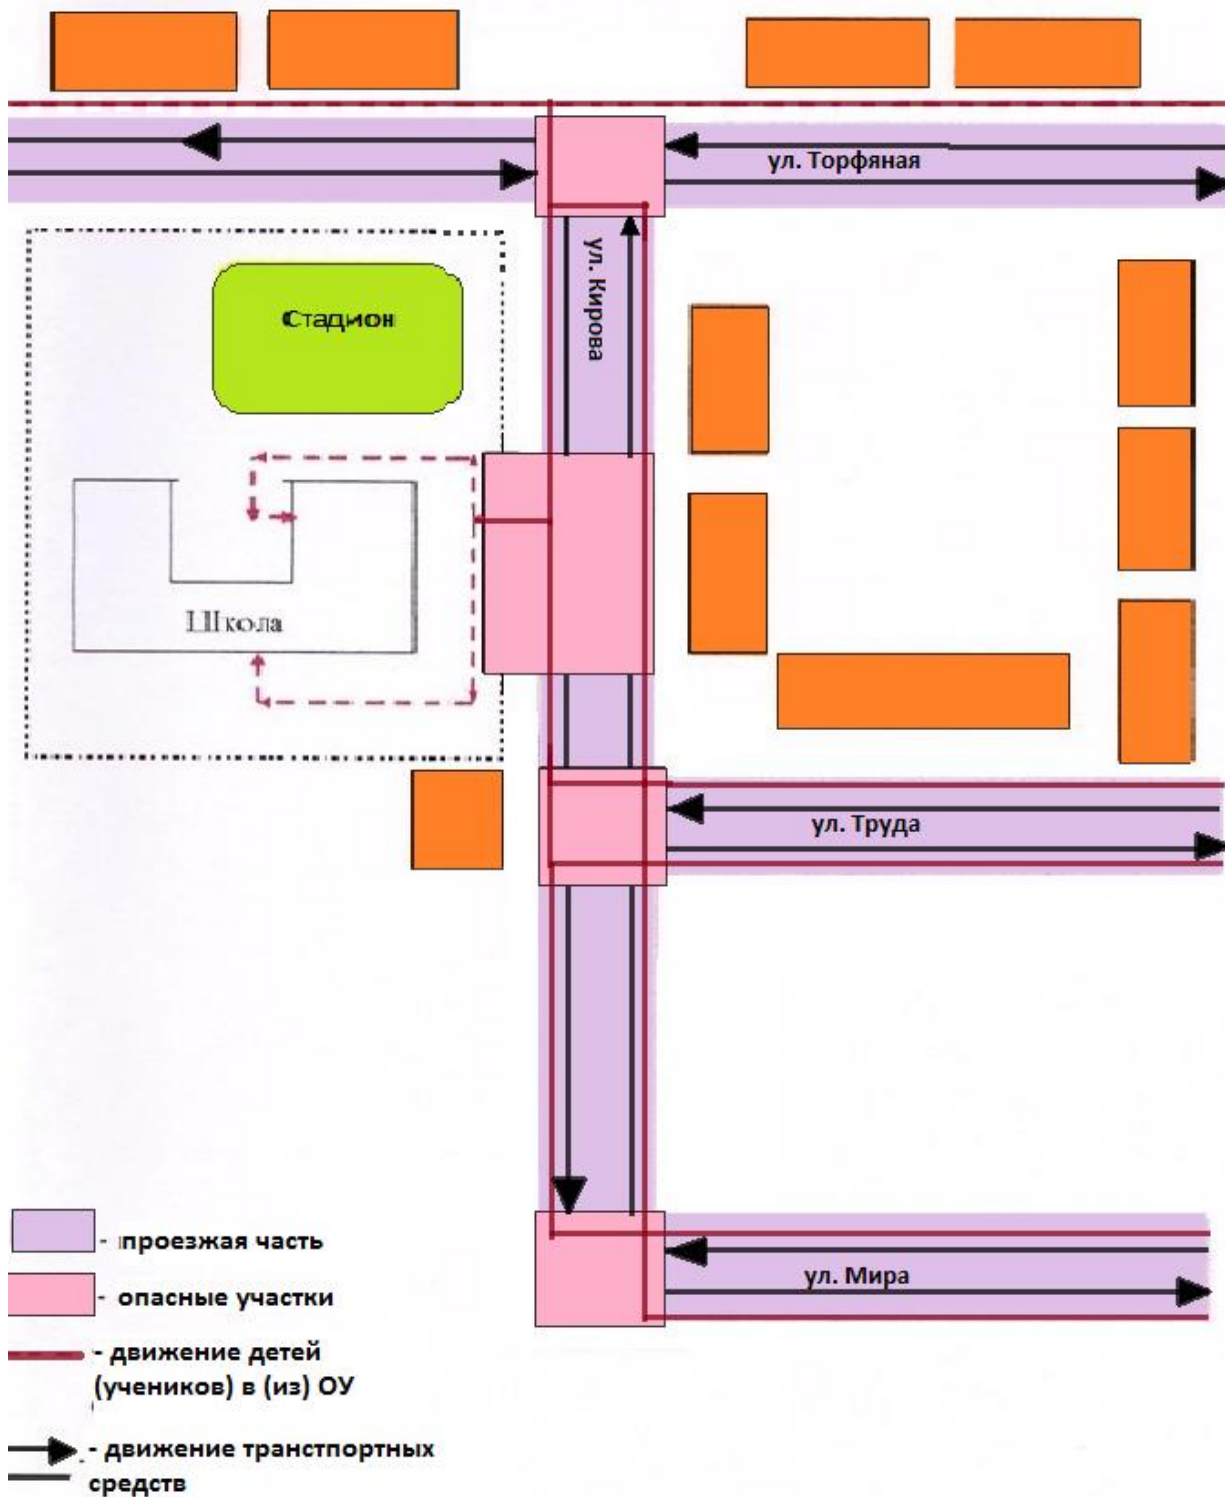 ул. Торфяная
ул. Кирова
Стадион
Школа
ул. Труда
ул. Мира
- проезжая часть
- опасные участки
- движение детей
(учеников) в (из) ОУ
- движение транстпортных
средств